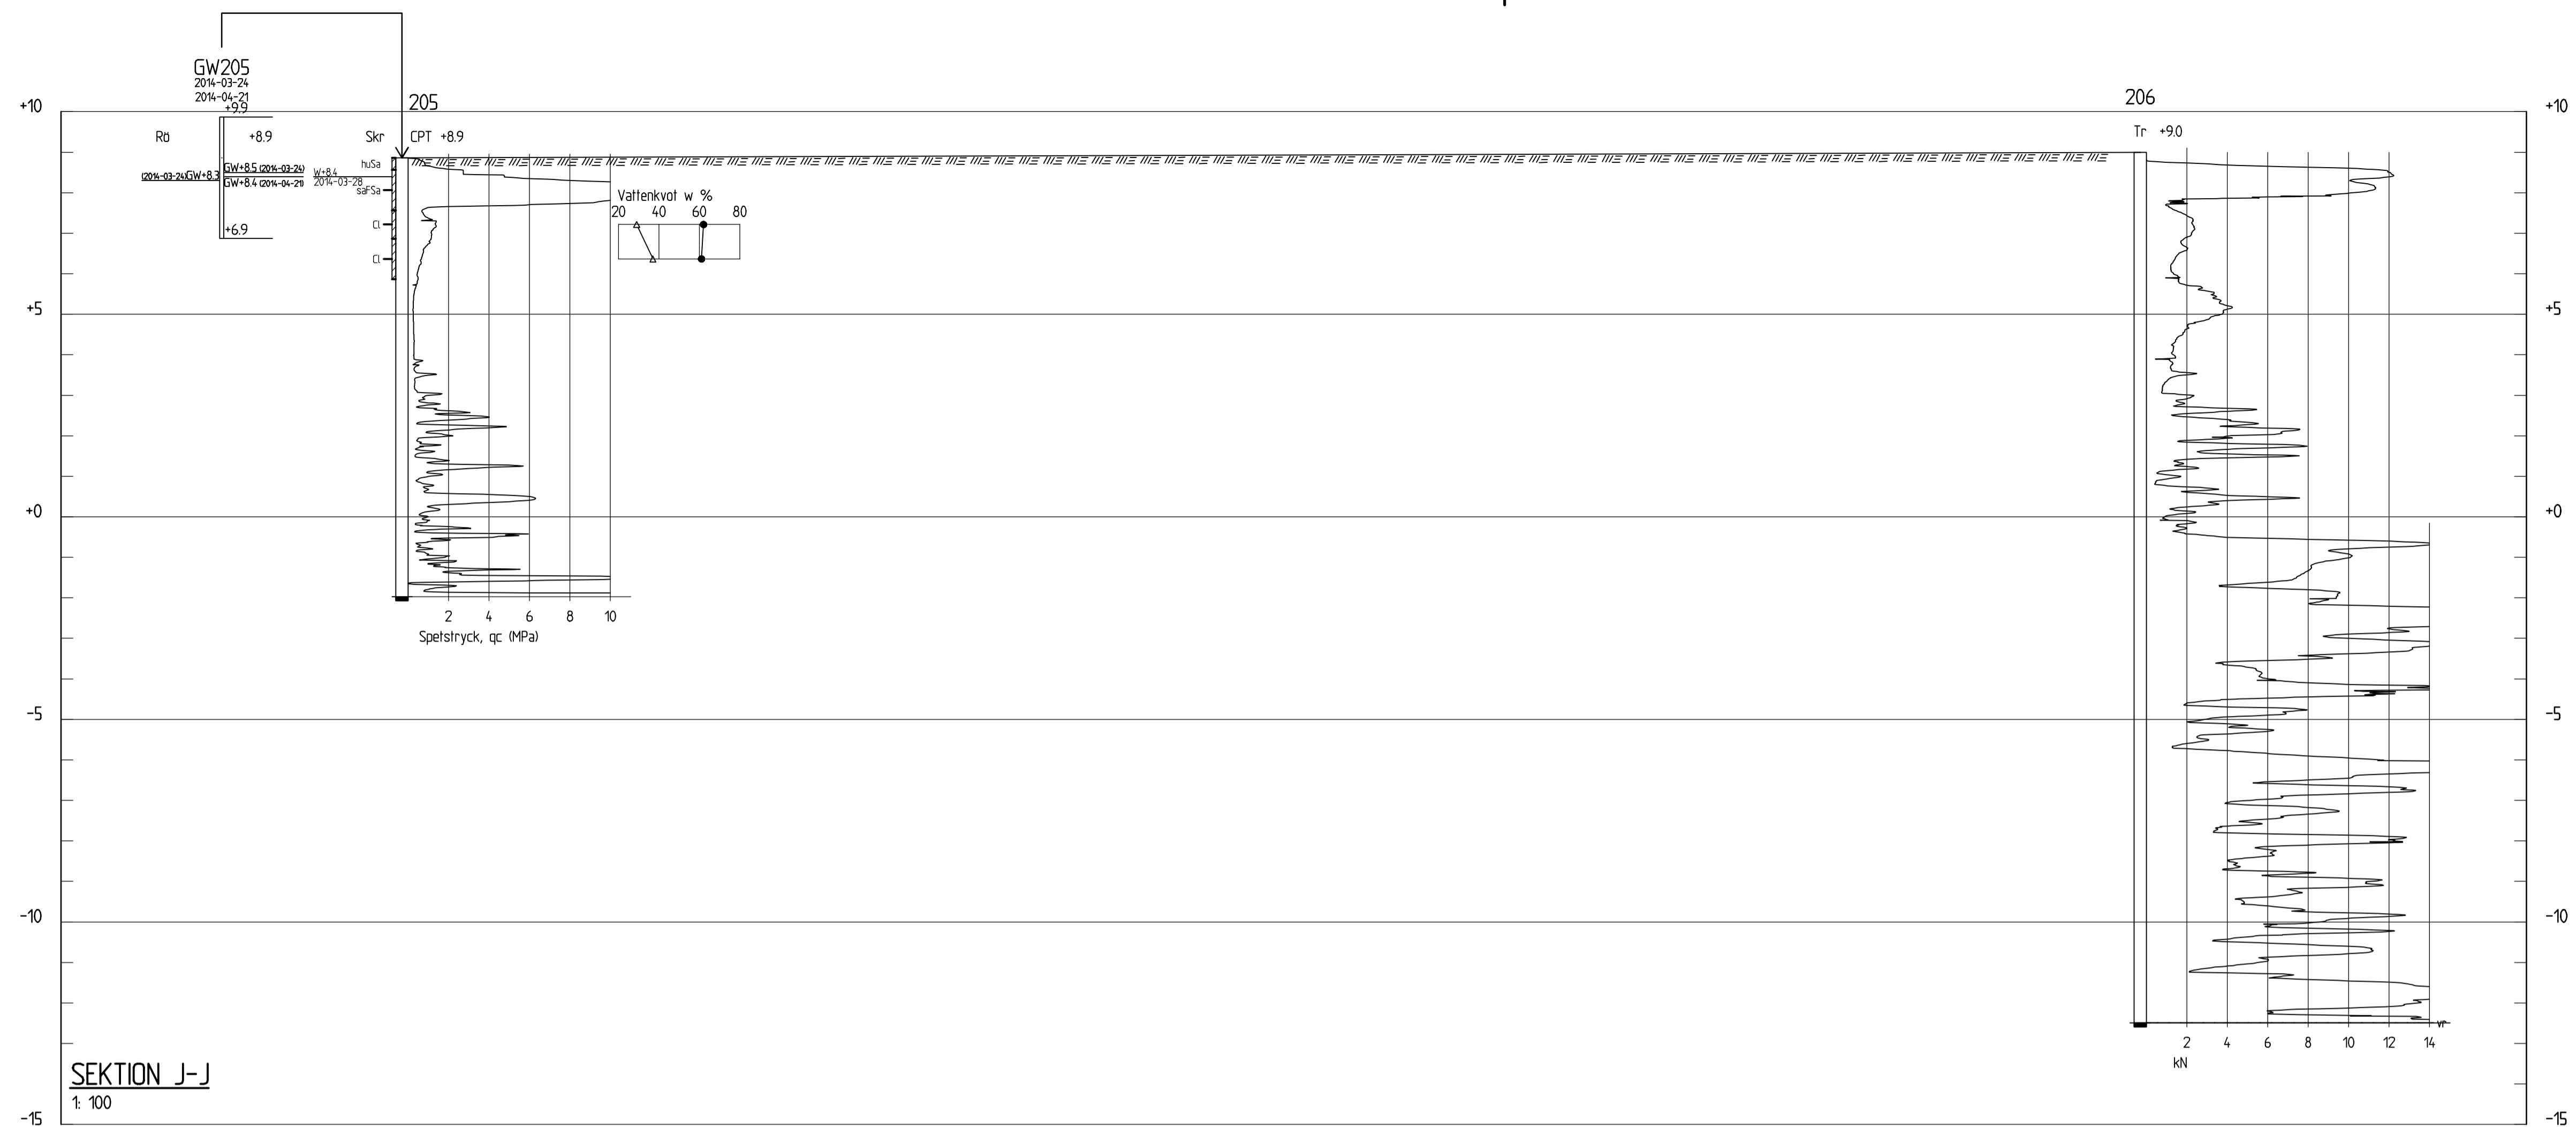 GW205
2014-03-24
2014-04-21
+9.9
+10
205
206
+10
Rö
+8.9
Skr
CPT +8.9
Tr +9.0
huSa
GW+8.5 (2014-03-24)
W+8.4
(2014-03-24)GW+8.3
GW+8.4 (2014-04-21)
2014-03-28
saFSa
Vattenkvot w %
20 40 60 80
Cl
+6.9
Cl
+5
+5
+0
+0
2 4 6 8 10
Spetstryck, qc (MPa)
-5
-5
-10
-10
vr
2 4 6 8 10 12 14
kN
SEKTION J-J
1: 100
-15
-15